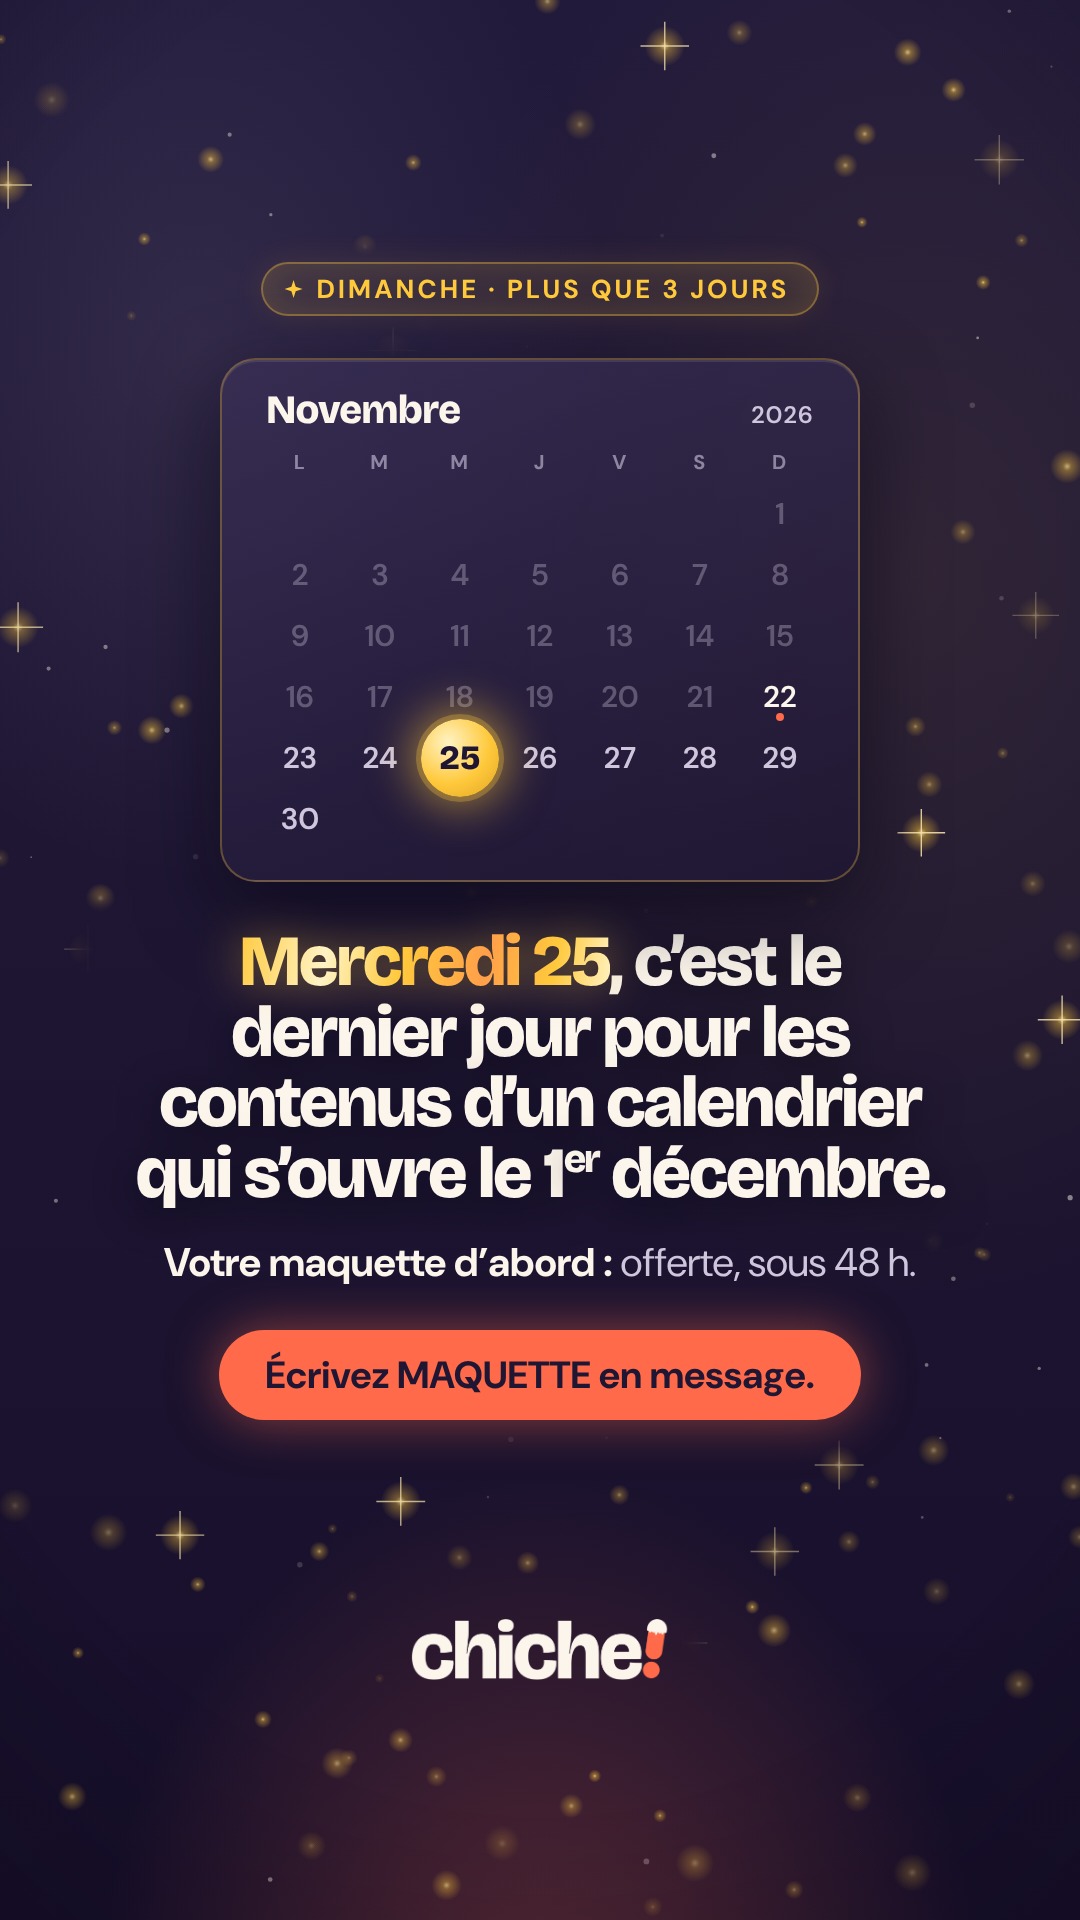 ✦ DIMANCHE · PLUS QUE 3 JOURS
Novembre 2026
L M M J V S D
1
2 3 4 5 6 7 8
9 10 11 12 13 14 15
16 17 18 19 20 21 22
23 24 25 26 27 28 29
30
Mercredi 25, c’est le
dernier jour pour les
contenus d’un calendrier
qui s’ouvre le 1er décembre.
Votre maquette d’abord : offerte, sous 48 h.
Écrivez MAQUETTE en message.
chiche!